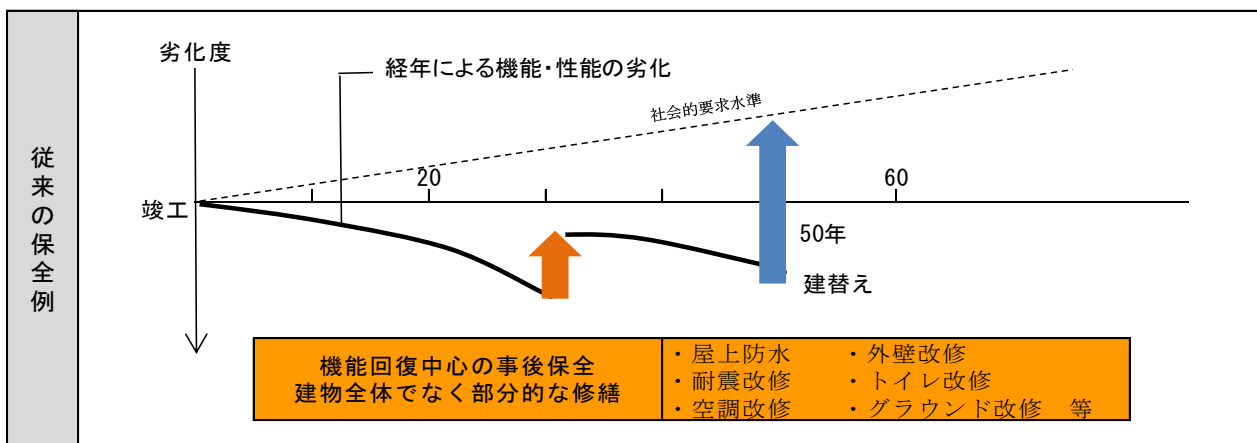 従来の保全例
劣化度
経年による機能・性能の劣化
社会的要求水準
20
60
竣工
50年
建替え
機能回復中心の事後保全
建物全体でなく部分的な修繕
・屋上防水 ・外壁改修
・耐震改修 ・トイレ改修
・空調改修 ・グラウンド改修 等